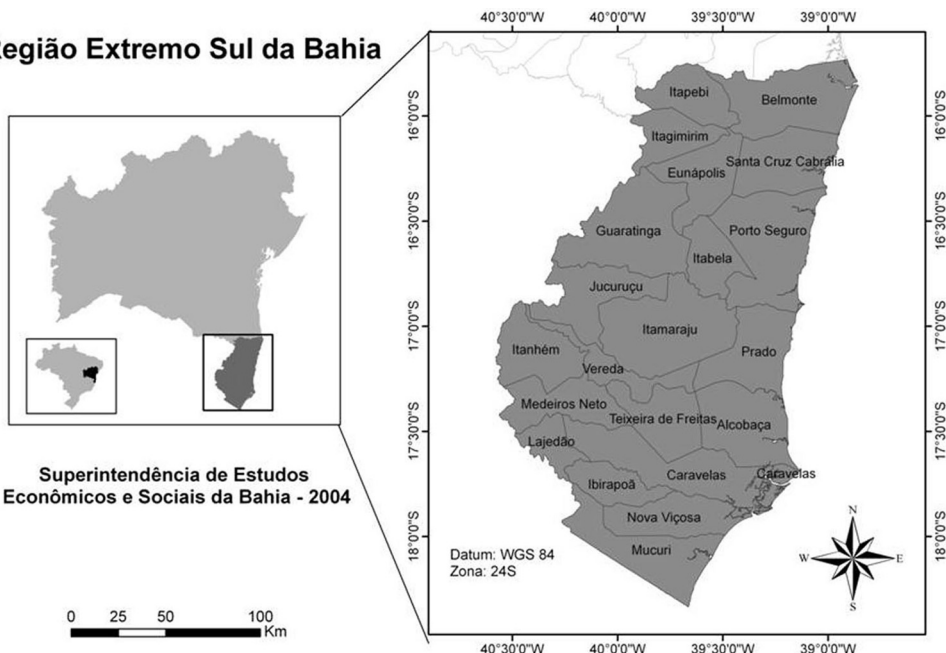 egião Extremo Sul da Bahia
40°30'0"W 40°0'0"W 39°30'0"W 39°0'0"W
16°0'0"S
16°30'0"S
17°0'0"S
17°30'0"S
18°0'0"S
Itapebi
Belmonte
Itagimirim
Santa Cruz Cabrália
Eunápolis
Guaratinga
Porto Seguro
Itabela
Jucuruçu
Itamaraju
Itanhém
Prado
Vereda
Medeiros Neto
Teixeira de Freitas
Alcobaça
Lajedão
Caravelas
Caravelas
Ibirapoã
Nova Viçosa
Mucuri
16°0'0"S
16°30'0"S
17°0'0"S
17°30'0"S
18°0'0"S
Superintendência de Estudos
Econômicos e Sociais da Bahia - 2004
Datum: WGS 84
Zona: 24S
N
W E
S
0 25 50 100
Km
40°30'0"W 40°0'0"W 39°30'0"W 39°0'0"W